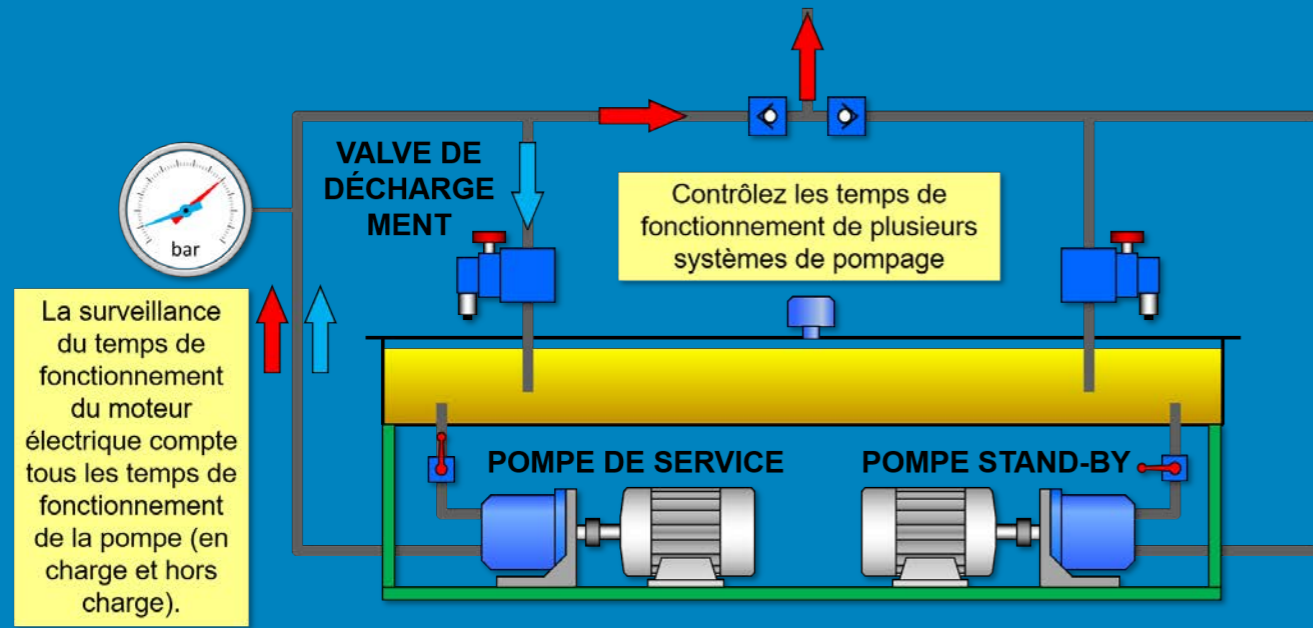 VALVE DE
DÉCHARGE
MENT
bar
Contrôlez les temps de
fonctionnement de plusieurs
systèmes de pompage
La surveillance
du temps de
fonctionnement
du moteur
électrique compte
tous les temps de
fonctionnement
de la pompe (en
charge et hors
charge).
POMPE DE SERVICE
POMPE STAND-BY